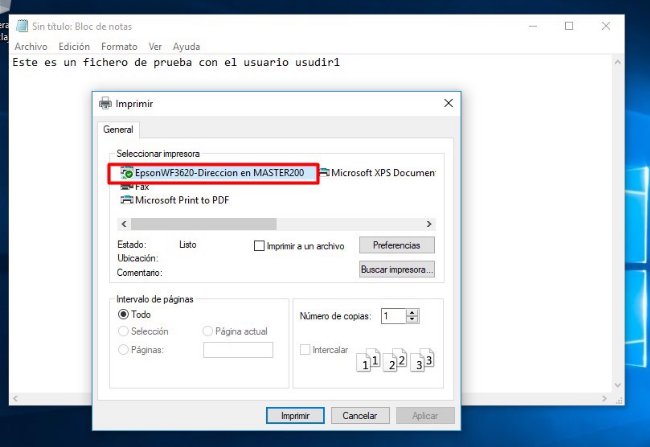 Sin título: Bloc de notas
Archivo Edición Formato Ver Ayuda
Este es un fichero de prueba con el usuario usudir1
Imprimir
General
Seleccionar impresora
EpsonWF3620-Direccion en MASTER200 Microsoft XPS Documen
Fax
Microsoft Print to PDF
Estado: Listo
Imprimir a un archivo
Preferencias
Ubicación:
Comentario:
Buscar impresora...
Intervalo de páginas
Todo
Selección Página actual
Páginas:
Número de copias: 1
Intercalar
1 1 2 2 3 3
Imprimir Cancelar Aplicar